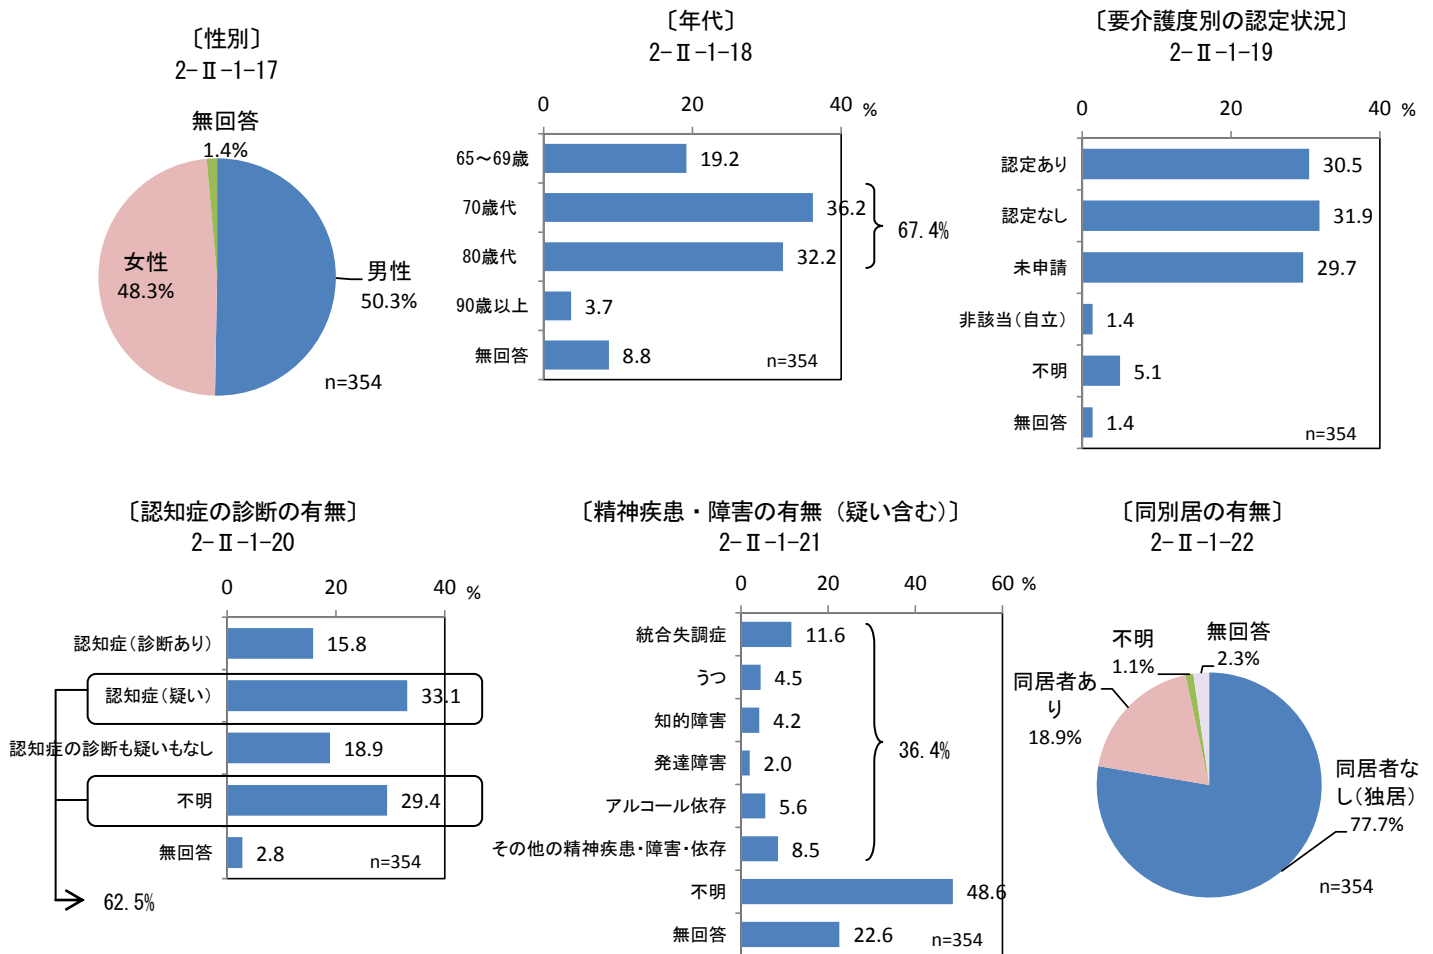 〔性別〕
2-Ⅱ-1-17
無回答
1.4%
女性
48.3%
男性
50.3%
n=354
〔年代〕
2-Ⅱ-1-18
0 20 40 %
65～69歳 19.2
70歳代 36.2
80歳代 32.2
67.4%
90歳以上 3.7
無回答 8.8
n=354
〔要介護度別の認定状況〕
2-Ⅱ-1-19
0 20 40 %
認定あり 30.5
認定なし 31.9
未申請 29.7
非該当（自立） 1.4
不明 5.1
無回答 1.4
n=354
〔認知症の診断の有無〕
2-Ⅱ-1-20
0 20 40 %
認知症（診断あり） 15.8
認知症（疑い） 33.1
認知症の診断も疑いもなし 18.9
不明 29.4
無回答 2.8
n=354
62.5%
〔精神疾患・障害の有無（疑い含む）〕
2-Ⅱ-1-21
0 20 40 60 %
統合失調症 11.6
うつ 4.5
知的障害 4.2
発達障害 2.0
アルコール依存 5.6
その他の精神疾患・障害・依存 8.5
36.4%
不明 48.6
無回答 22.6
n=354
〔同別居の有無〕
2-Ⅱ-1-22
不明
1.1%
無回答
2.3%
同居者あ
り
18.9%
同居者な
し（独居）
77.7%
n=354